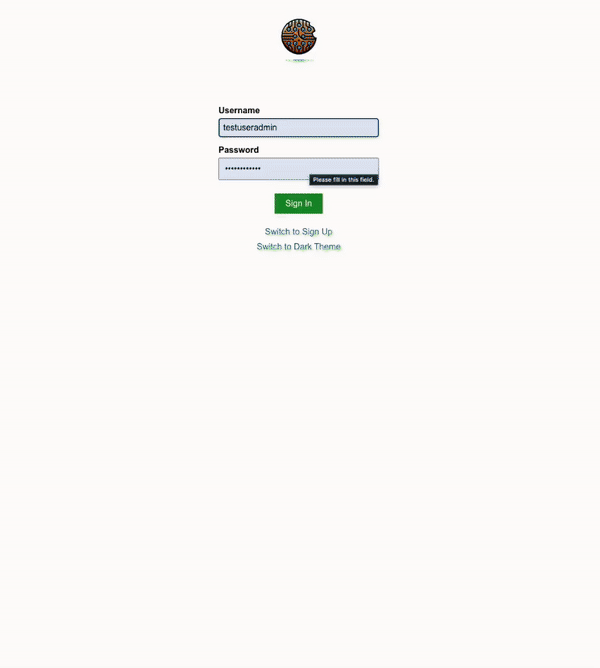 Username
testuseradmin
Password
••••••••••••
Please fill in this field.
Sign In
Switch to Sign Up
Switch to Dark Theme